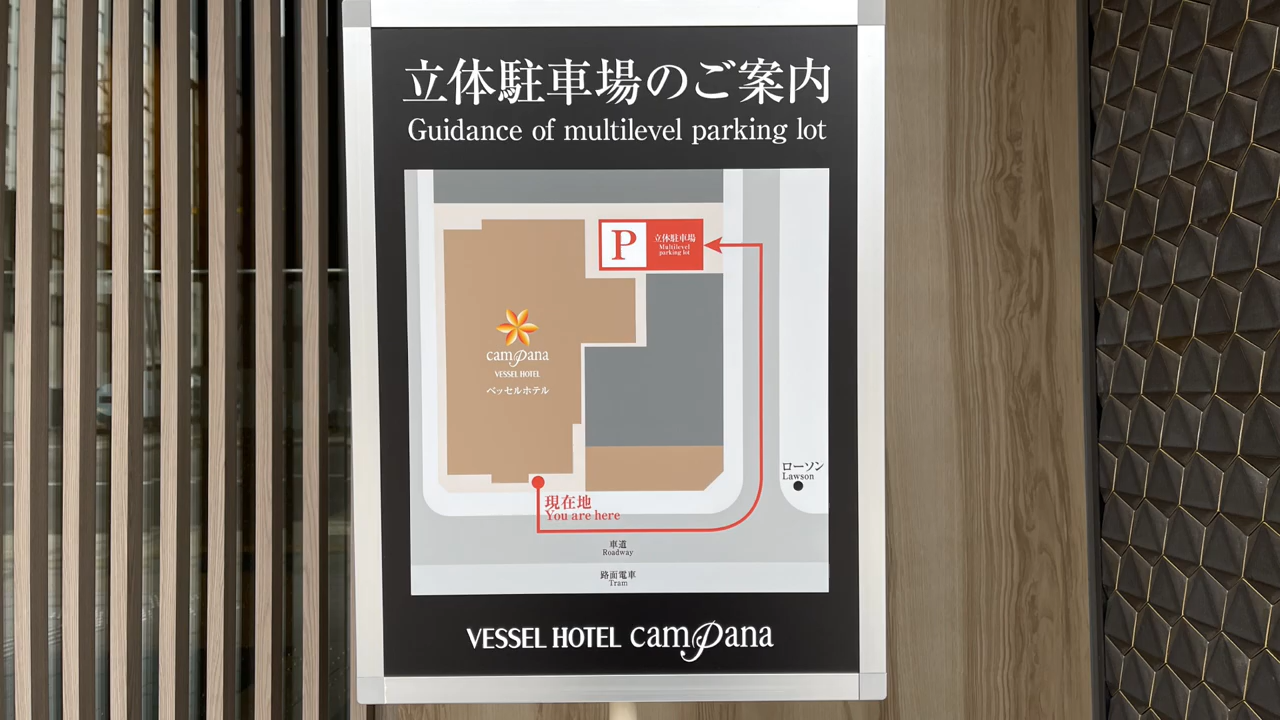 立体駐車場のご案内
Guidance of multilevel parking lot
P
立体駐車場
Multilevel
parking lot
campana
VESSEL HOTEL
ベッセルホテル
ローソン
Lawson
現在地
You are here
車道
Roadway
路面電車
Tram
VESSEL HOTEL campana